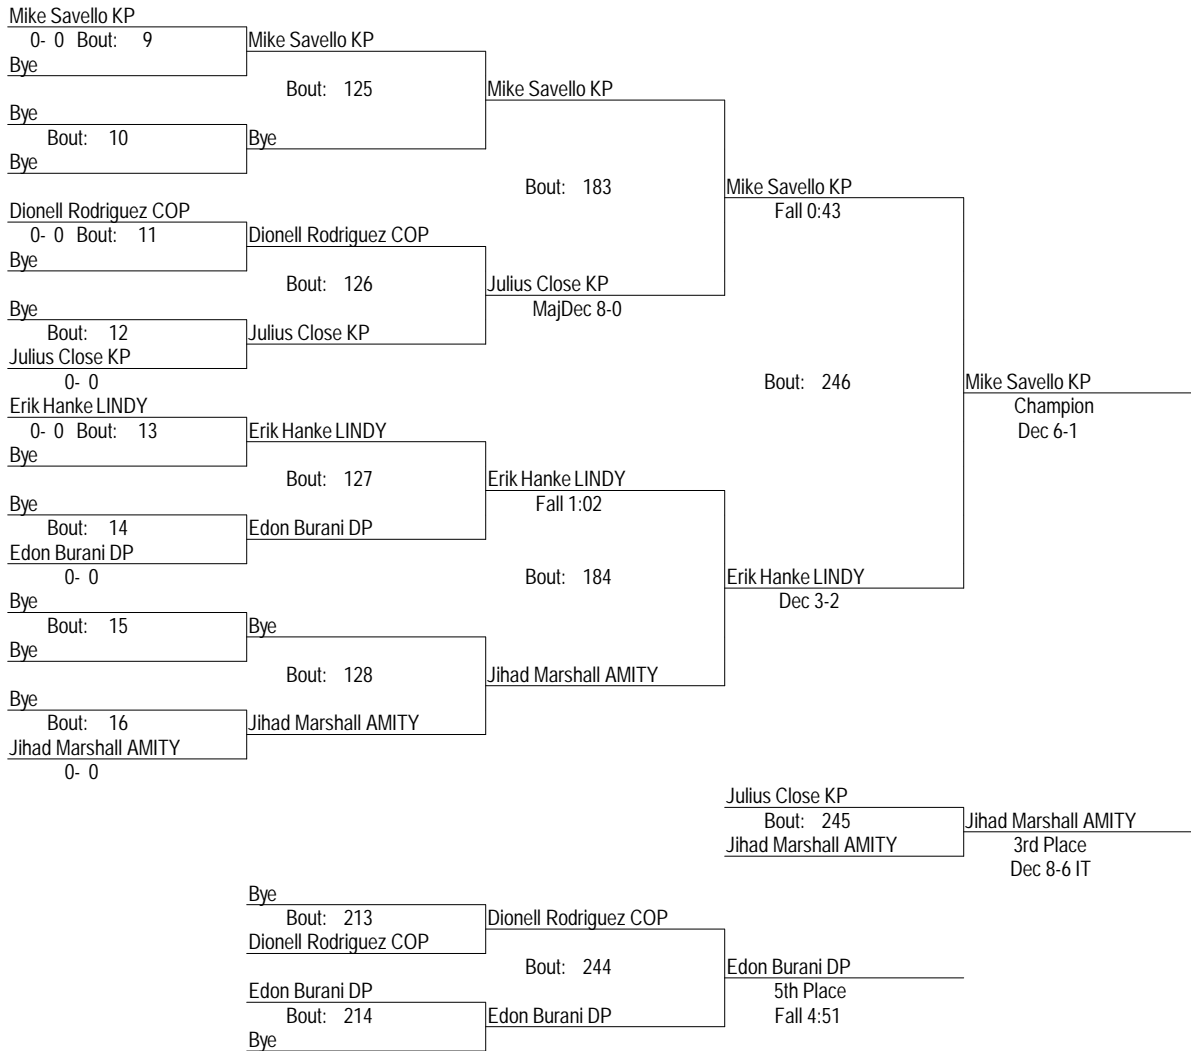 Mike Savello KP
0- 0 Bout: 9
Mike Savello KP
Bye
Bout: 125
Mike Savello KP
Bye
Bout: 10
Bye
Bye
Bout: 183
Mike Savello KP
Fall 0:43
Dionell Rodriguez COP
0- 0 Bout: 11
Dionell Rodriguez COP
Bye
Bout: 126
Julius Close KP
MajDec 8-0
Bye
Bout: 12
Julius Close KP
Julius Close KP
0- 0
Bout: 246
Mike Savello KP
Champion
Dec 6-1
Erik Hanke LINDY
0- 0 Bout: 13
Erik Hanke LINDY
Bye
Bout: 127
Erik Hanke LINDY
Fall 1:02
Bye
Bout: 14
Edon Burani DP
Edon Burani DP
0- 0
Bout: 184
Erik Hanke LINDY
Dec 3-2
Bye
Bout: 15
Bye
Bye
Bout: 128
Jihad Marshall AMITY
Bye
Bout: 16
Jihad Marshall AMITY
Jihad Marshall AMITY
0- 0
Julius Close KP
Bout: 245
Jihad Marshall AMITY
Jihad Marshall AMITY
3rd Place
Dec 8-6 IT
Bye
Bout: 213
Dionell Rodriguez COP
Dionell Rodriguez COP
Bout: 244
Edon Burani DP
5th Place
Fall 4:51
Edon Burani DP
Bout: 214
Edon Burani DP
Bye